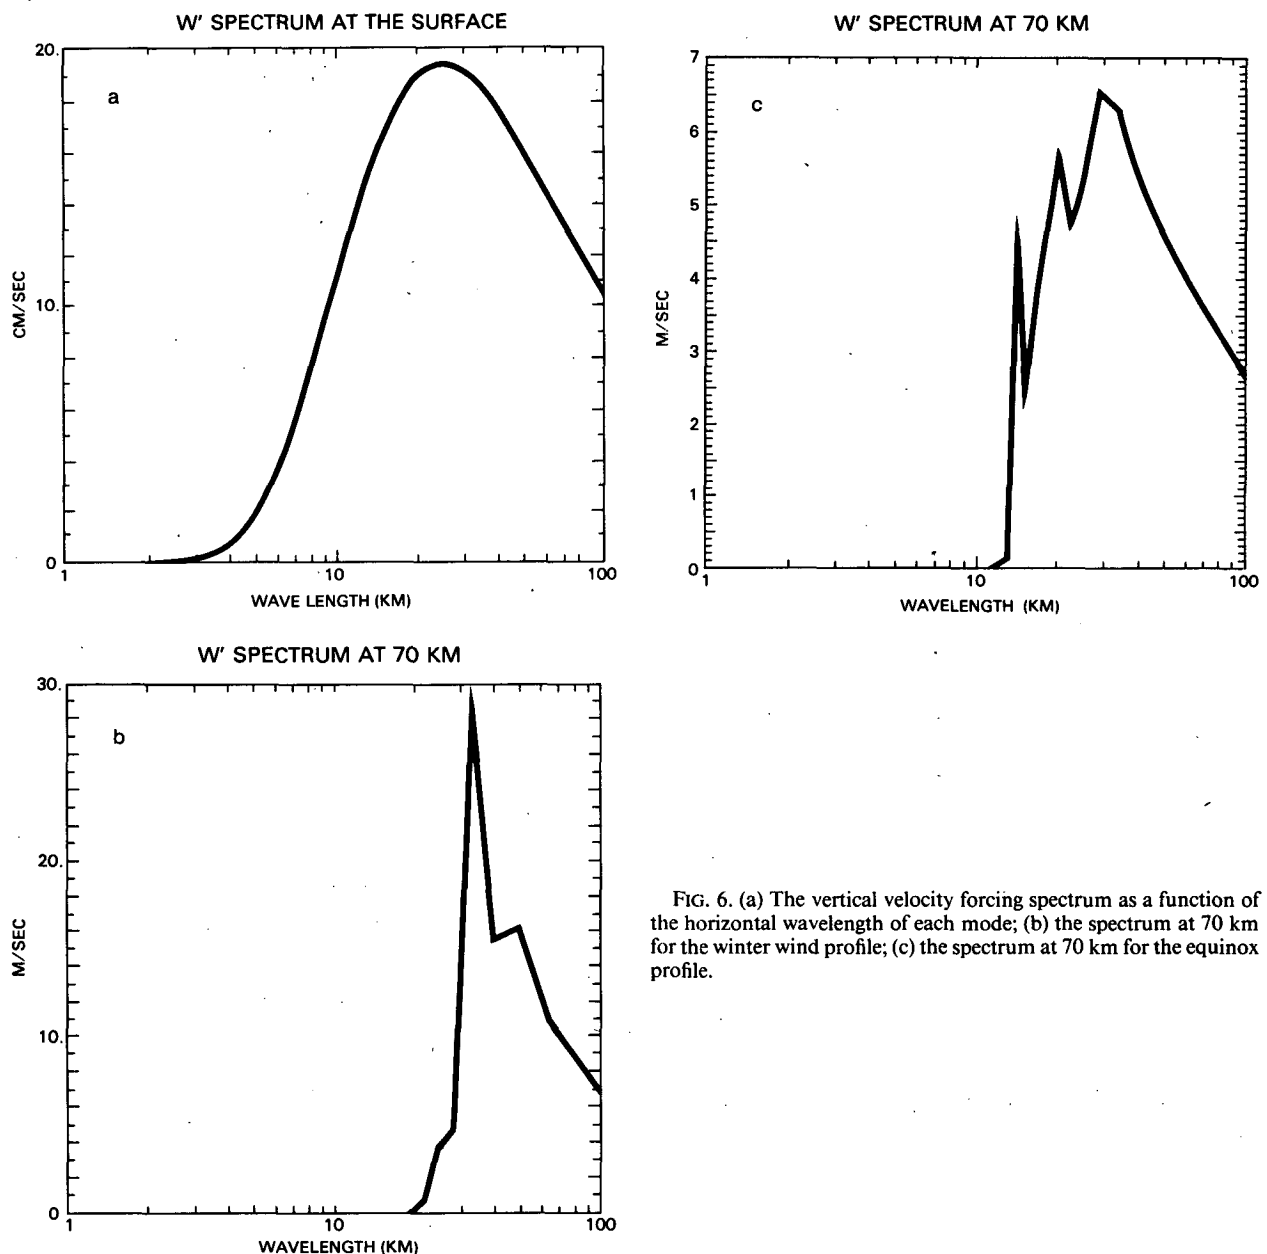 W' SPECTRUM AT THE SURFACE
a
20.
10.
0
CM/SEC
1
10
100
WAVE LENGTH (KM)
W' SPECTRUM AT 70 KM
c
7
6
5
4
3
2
1
0
M/SEC
1
10
100
WAVELENGTH (KM)
W' SPECTRUM AT 70 KM
b
30.
20.
10.
0
M/SEC
1
10
100
WAVELENGTH (KM)
FIG. 6. (a) The vertical velocity forcing spectrum as a function of
the horizontal wavelength of each mode; (b) the spectrum at 70 km
for the winter wind profile; (c) the spectrum at 70 km for the equinox
profile.